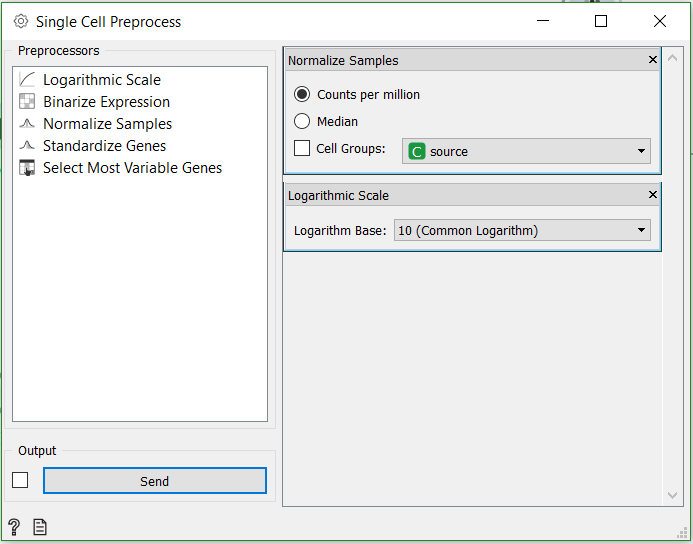 Single Cell Preprocess
Preprocessors
Logarithmic Scale
Binarize Expression
Normalize Samples
Standardize Genes
Select Most Variable Genes
Output
Send
Normalize Samples
Counts per million
Median
Cell Groups: C source
Logarithmic Scale
Logarithm Base: 10 (Common Logarithm)